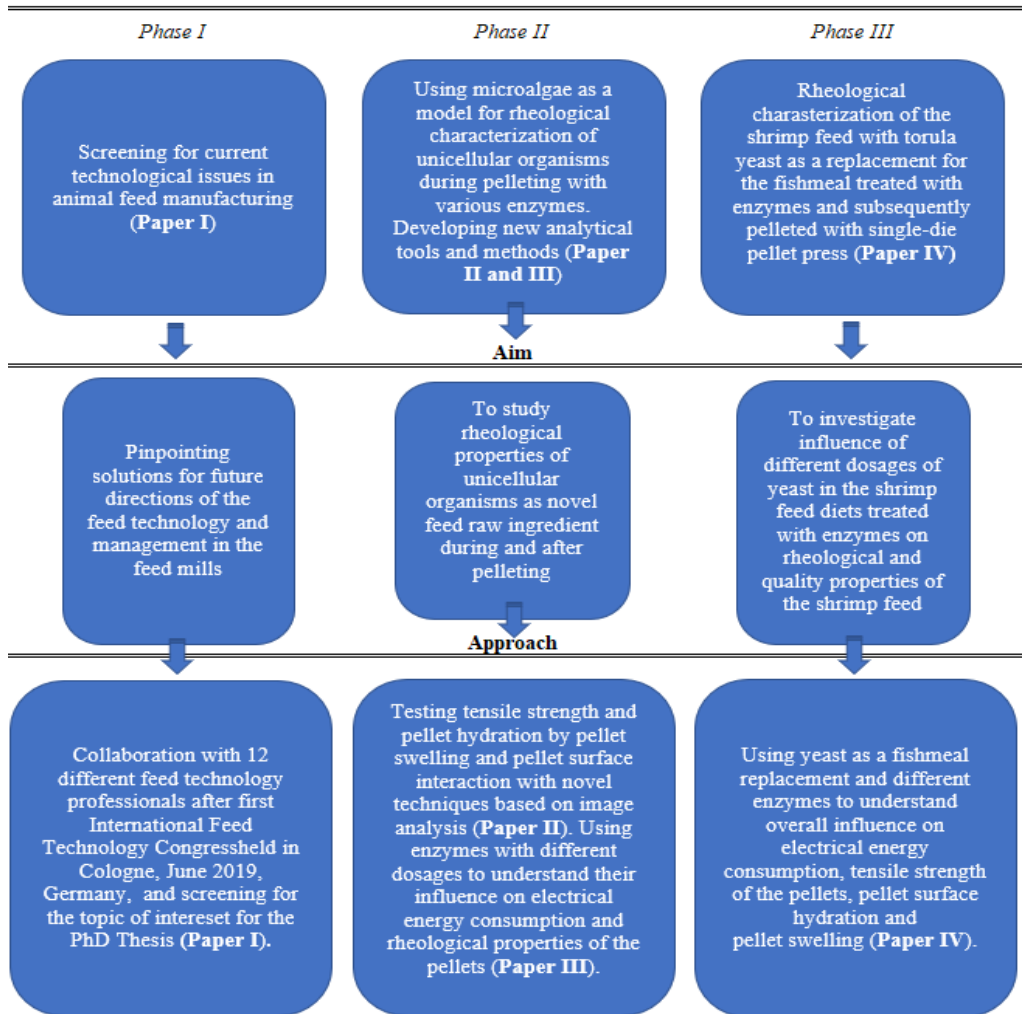 Phase I
Phase II
Phase III
Screening for current
technological issues in
animal feed manufacturing
(Paper I)
Using microalgae as a
model for rheological
characterization of
unicellular organisms
during pelleting with
various enzymes.
Developing new analytical
tools and methods (Paper
II and III)
Rheological
charasterization of the
shrimp feed with torula
yeast as a replacement for
the fishmeal treated with
enzymes and subsequently
pelleted with single-die
pellet press (Paper IV)
Aim
Pinpointing
solutions for future
directions of the
feed technology and
management in the
feed mills
To study
rheological
properties of
unicellular
organisms as novel
feed raw ingredient
during and after
pelleting
To investigate
influence of
different dosages of
yeast in the shrimp
feed diets treated
with enzymes on
rheological and
quality properties of
the shrimp feed
Approach
Collaboration with 12
different feed technology
professionals after first
International Feed
Technology Congressheld in
Cologne, June 2019,
Germany,  and screening for
the topic of intereset for the
PhD Thesis (Paper I).
Testing tensile strength and
pellet hydration by pellet
swelling and pellet surface
interaction with novel
techniques based on image
analysis (Paper II). Using
enzymes with different
dosages to understand their
influence on electrical
energy consumption and
rheological properties of the
pellets (Paper III).
Using yeast as a fishmeal
replacement and different
enzymes to understand
overall influence on
electrical energy
consumption, tensile strength
of the pellets, pellet surface
hydration and
pellet swelling (Paper IV).